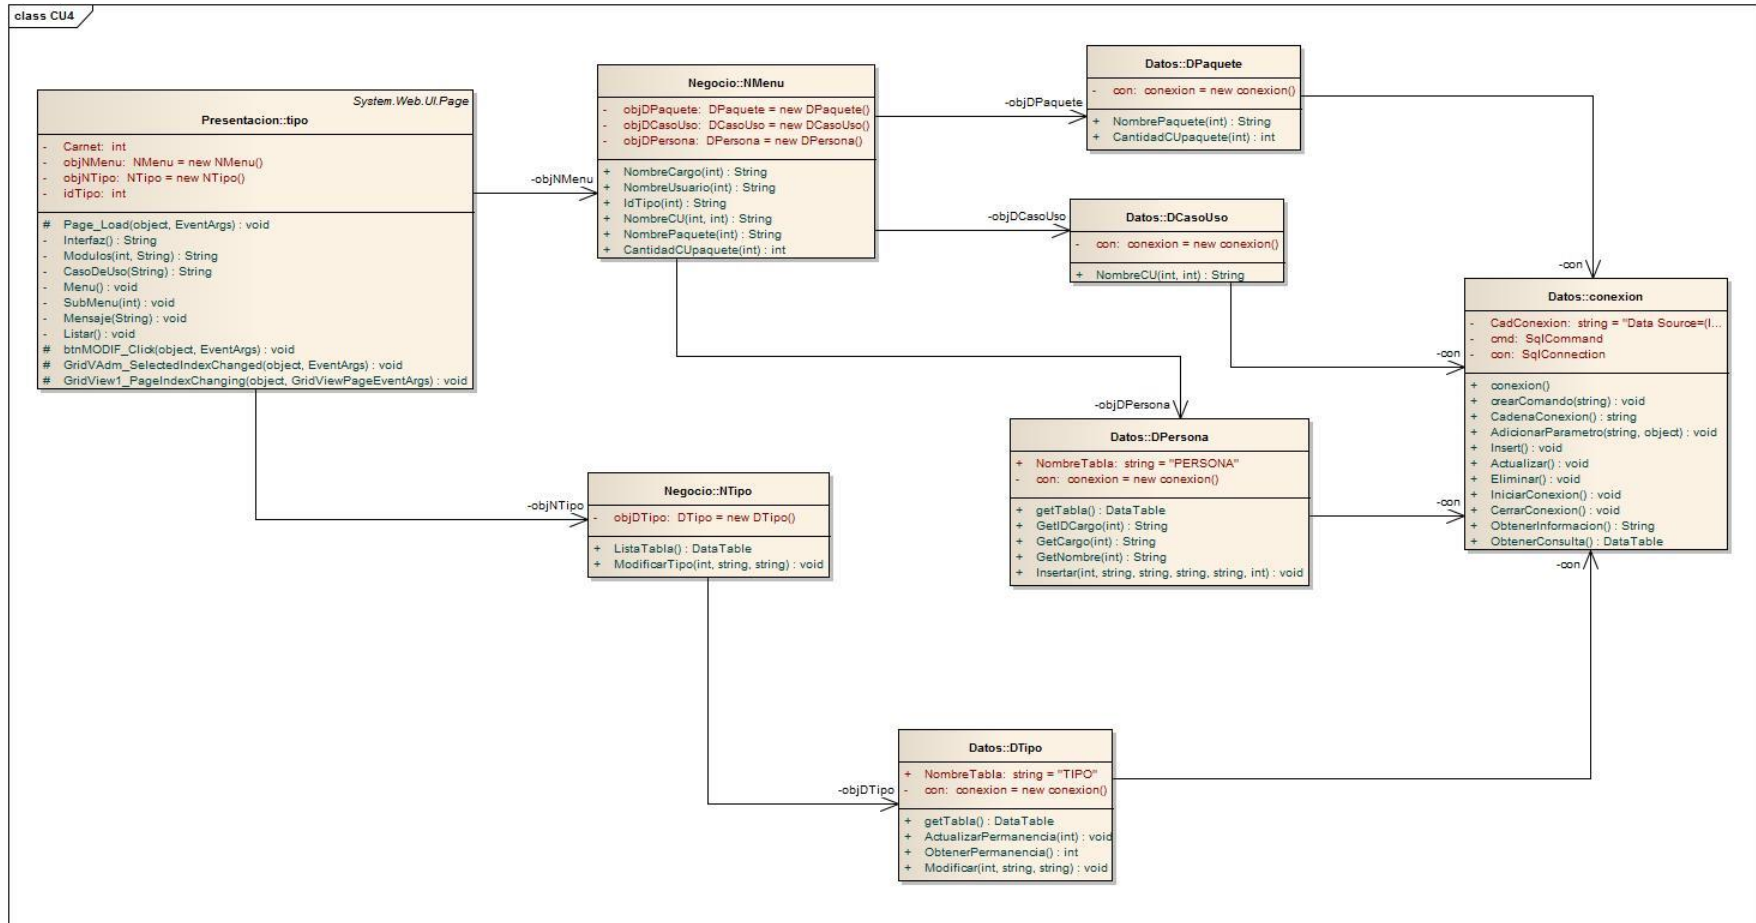 class CU4
System.Web.UI.Page
Presentacion::tipo
- Carnet: int
- objNMenu: NMenu = new NMenu()
- objNTipo: NTipo = new NTipo()
- idTipo: int
# Page_Load(object, EventArgs) : void
- Interfaz() : String
- Modulos(int, String) : String
- CasoDeUso(String) : String
- Menu() : void
- SubMenu(int) : void
- Mensaje(String) : void
- Listar() : void
# btnMODIF_Click(object, EventArgs) : void
# GridVAdm_SelectedIndexChanged(object, EventArgs) : void
# GridView1_PageIndexChanging(object, GridViewPageEventArgs) : void
-objNMenu
Negocio::NMenu
- objDPaquete: DPaquete = new DPaquete()
- objDCasoUso: DCasoUso = new DCasoUso()
- objDPersona: DPersona = new DPersona()
+ NombreCargo(int) : String
+ NombreUsuario(int) : String
+ IdTipo(int) : String
+ NombreCU(int, int) : String
+ NombrePaquete(int) : String
+ CantidadCUpaquete(int) : int
-objDPaquete
Datos::DPaquete
- con: conexion = new conexion()
+ NombrePaquete(int) : String
+ CantidadCUpaquete(int) : int
-objDCasoUso
Datos::DCasoUso
- con: conexion = new conexion()
+ NombreCU(int, int) : String
-con
-con
Datos::conexion
- CadConexion: string = "Data Source=(l...
- cmd: SqlCommand
- con: SqlConnection
+ conexion()
+ crearComando(string) : void
+ CadenaConexion() : string
+ AdicionarParametro(string, object) : void
+ Insert() : void
+ Actualizar() : void
+ Eliminar() : void
+ IniciarConexion() : void
+ CerrarConexion() : void
+ ObtenerInformacion() : String
+ ObtenerConsulta() : DataTable
-objDPersona
Datos::DPersona
+ NombreTabla: string = "PERSONA"
- con: conexion = new conexion()
+ getTabla() : DataTable
+ GetIDCargo(int) : String
+ GetCargo(int) : String
+ GetNombre(int) : String
+ Insertar(int, string, string, string, string, int) : void
-con
-con
-objNTipo
Negocio::NTipo
- objDTipo: DTipo = new DTipo()
+ ListaTabla() : DataTable
+ ModificarTipo(int, string, string) : void
-objDTipo
Datos::DTipo
+ NombreTabla: string = "TIPO"
- con: conexion = new conexion()
+ getTabla() : DataTable
+ ActualizarPermanencia(int) : void
+ ObtenerPermanencia() : int
+ Modificar(int, string, string) : void